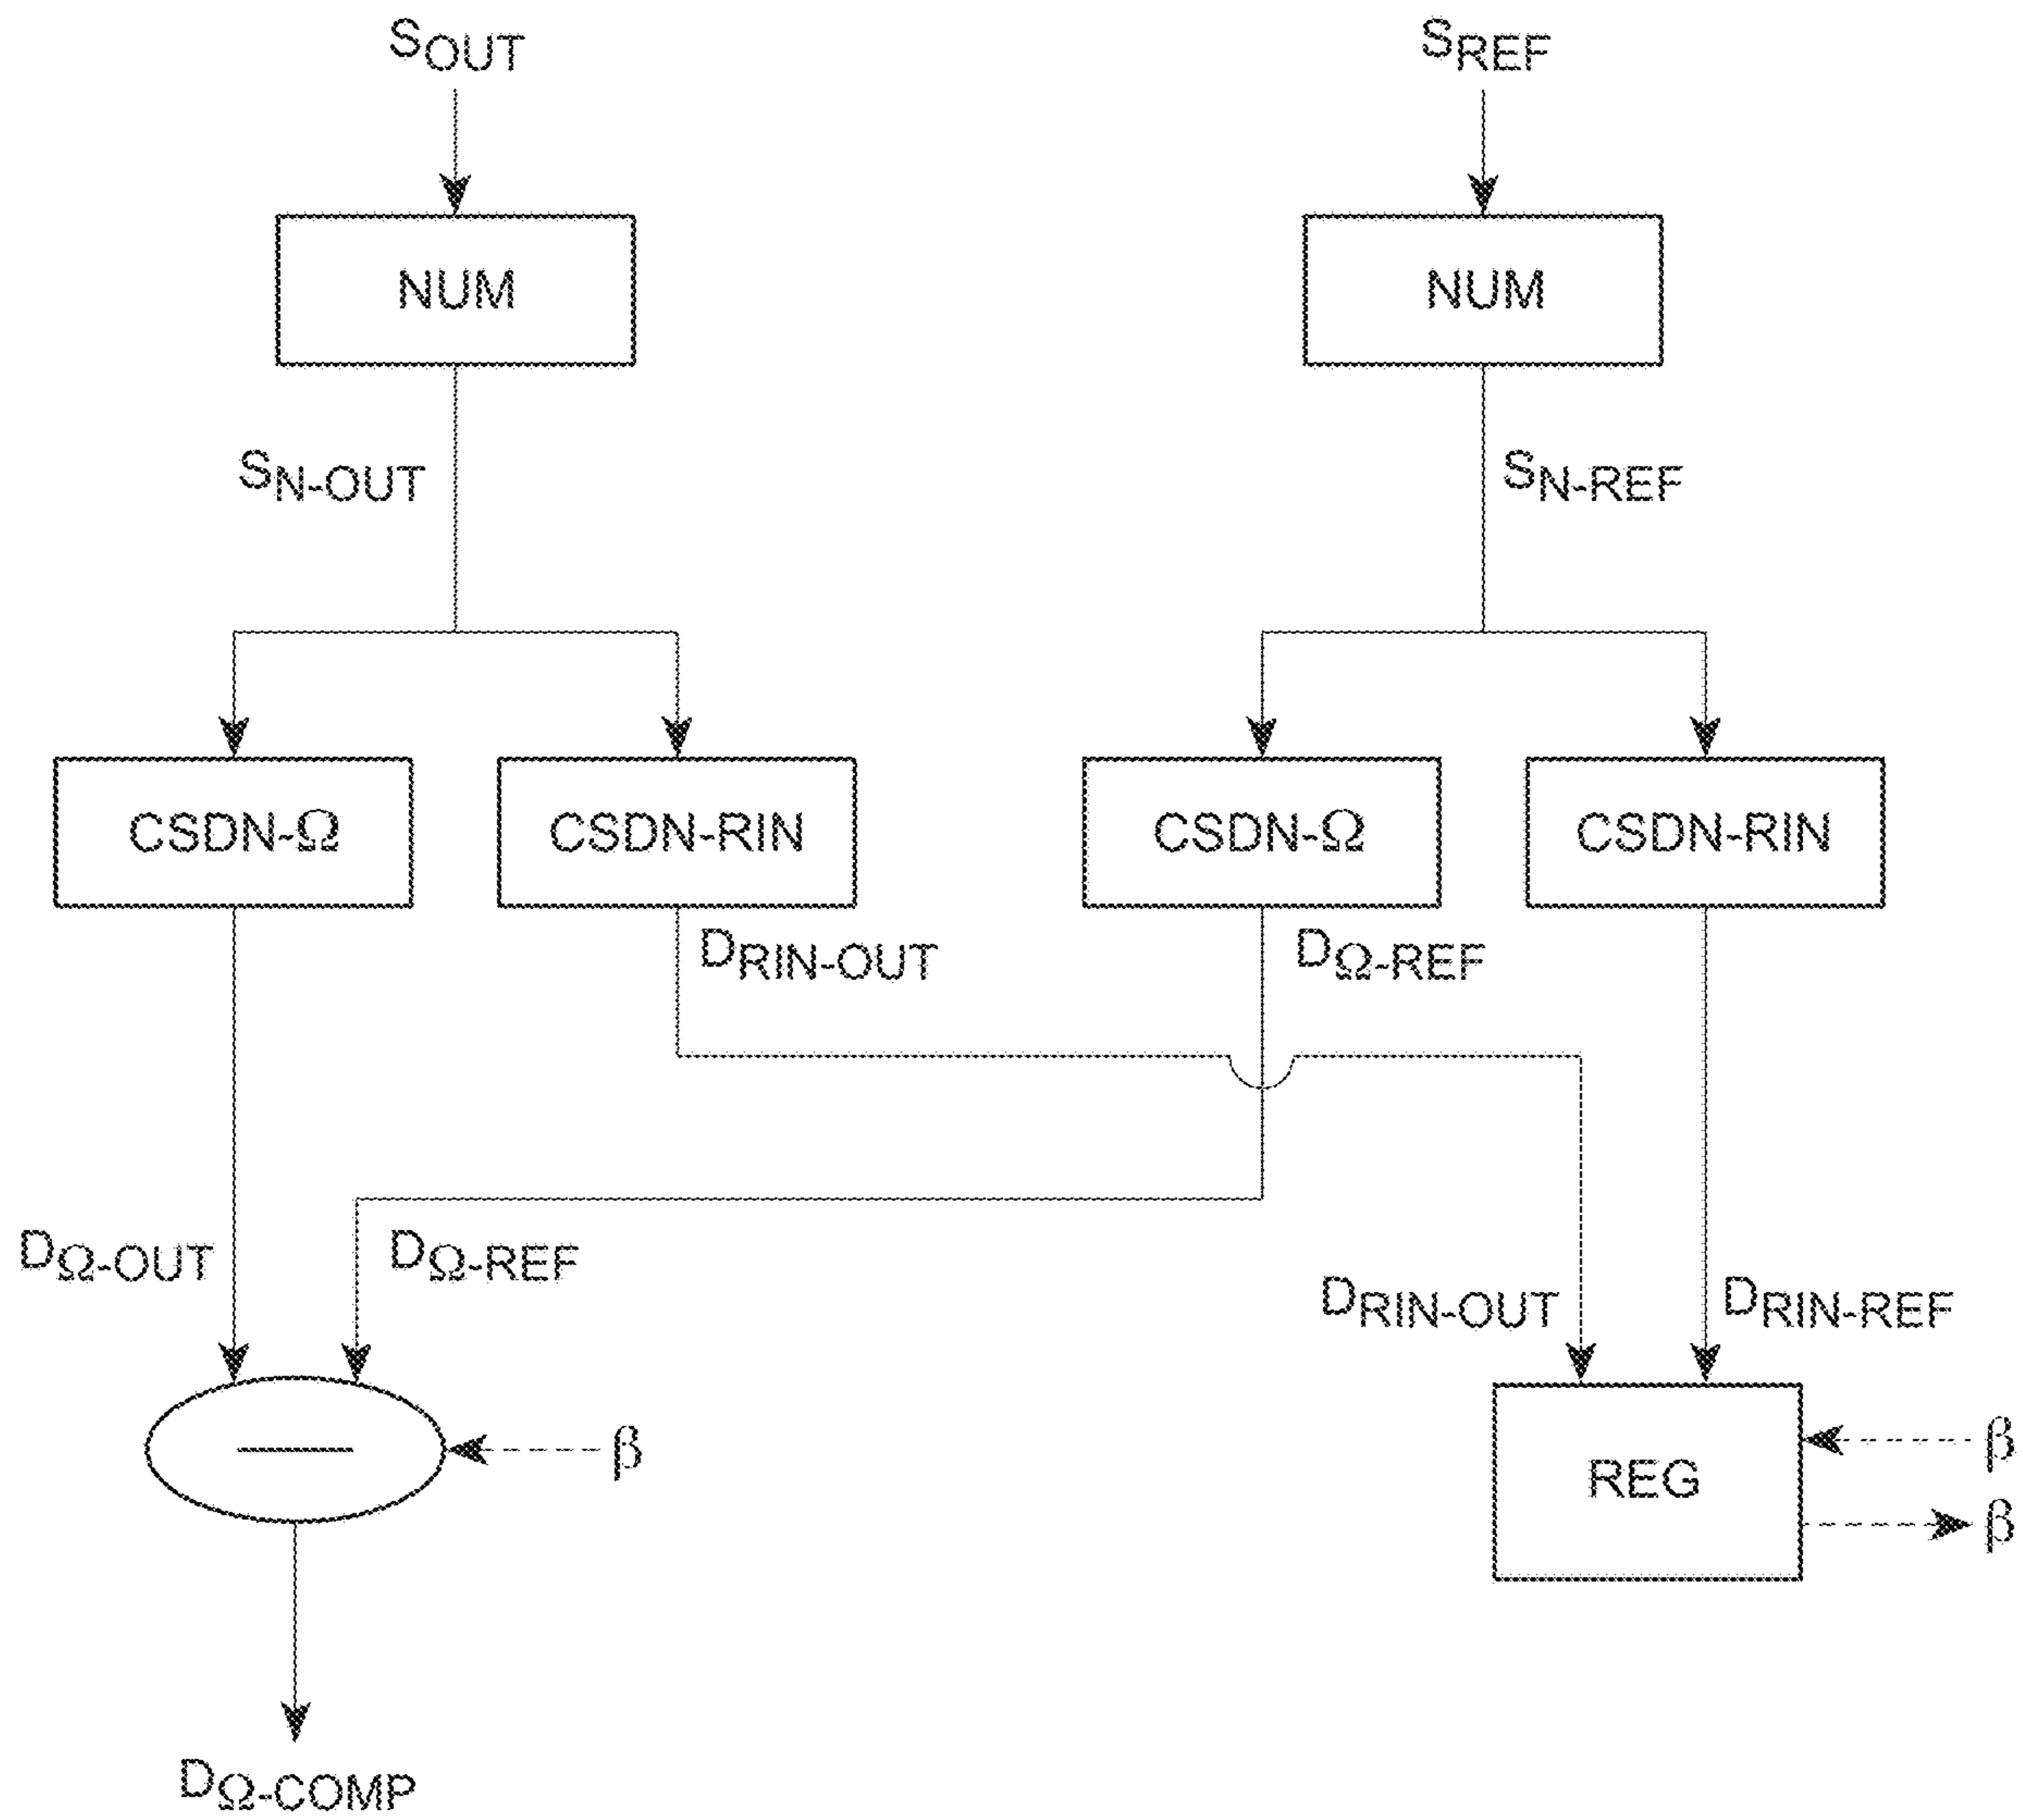 SOUT SREF
NUM NUM
SN-OUT SN-REF
CSDN-Ω CSDN-RIN CSDN-Ω CSDN-RIN
DRIN-OUT DΩ-REF
DΩ-OUT DΩ-REF DRIN-OUT DRIN-REF
— β REG β
β
DΩ-COMP